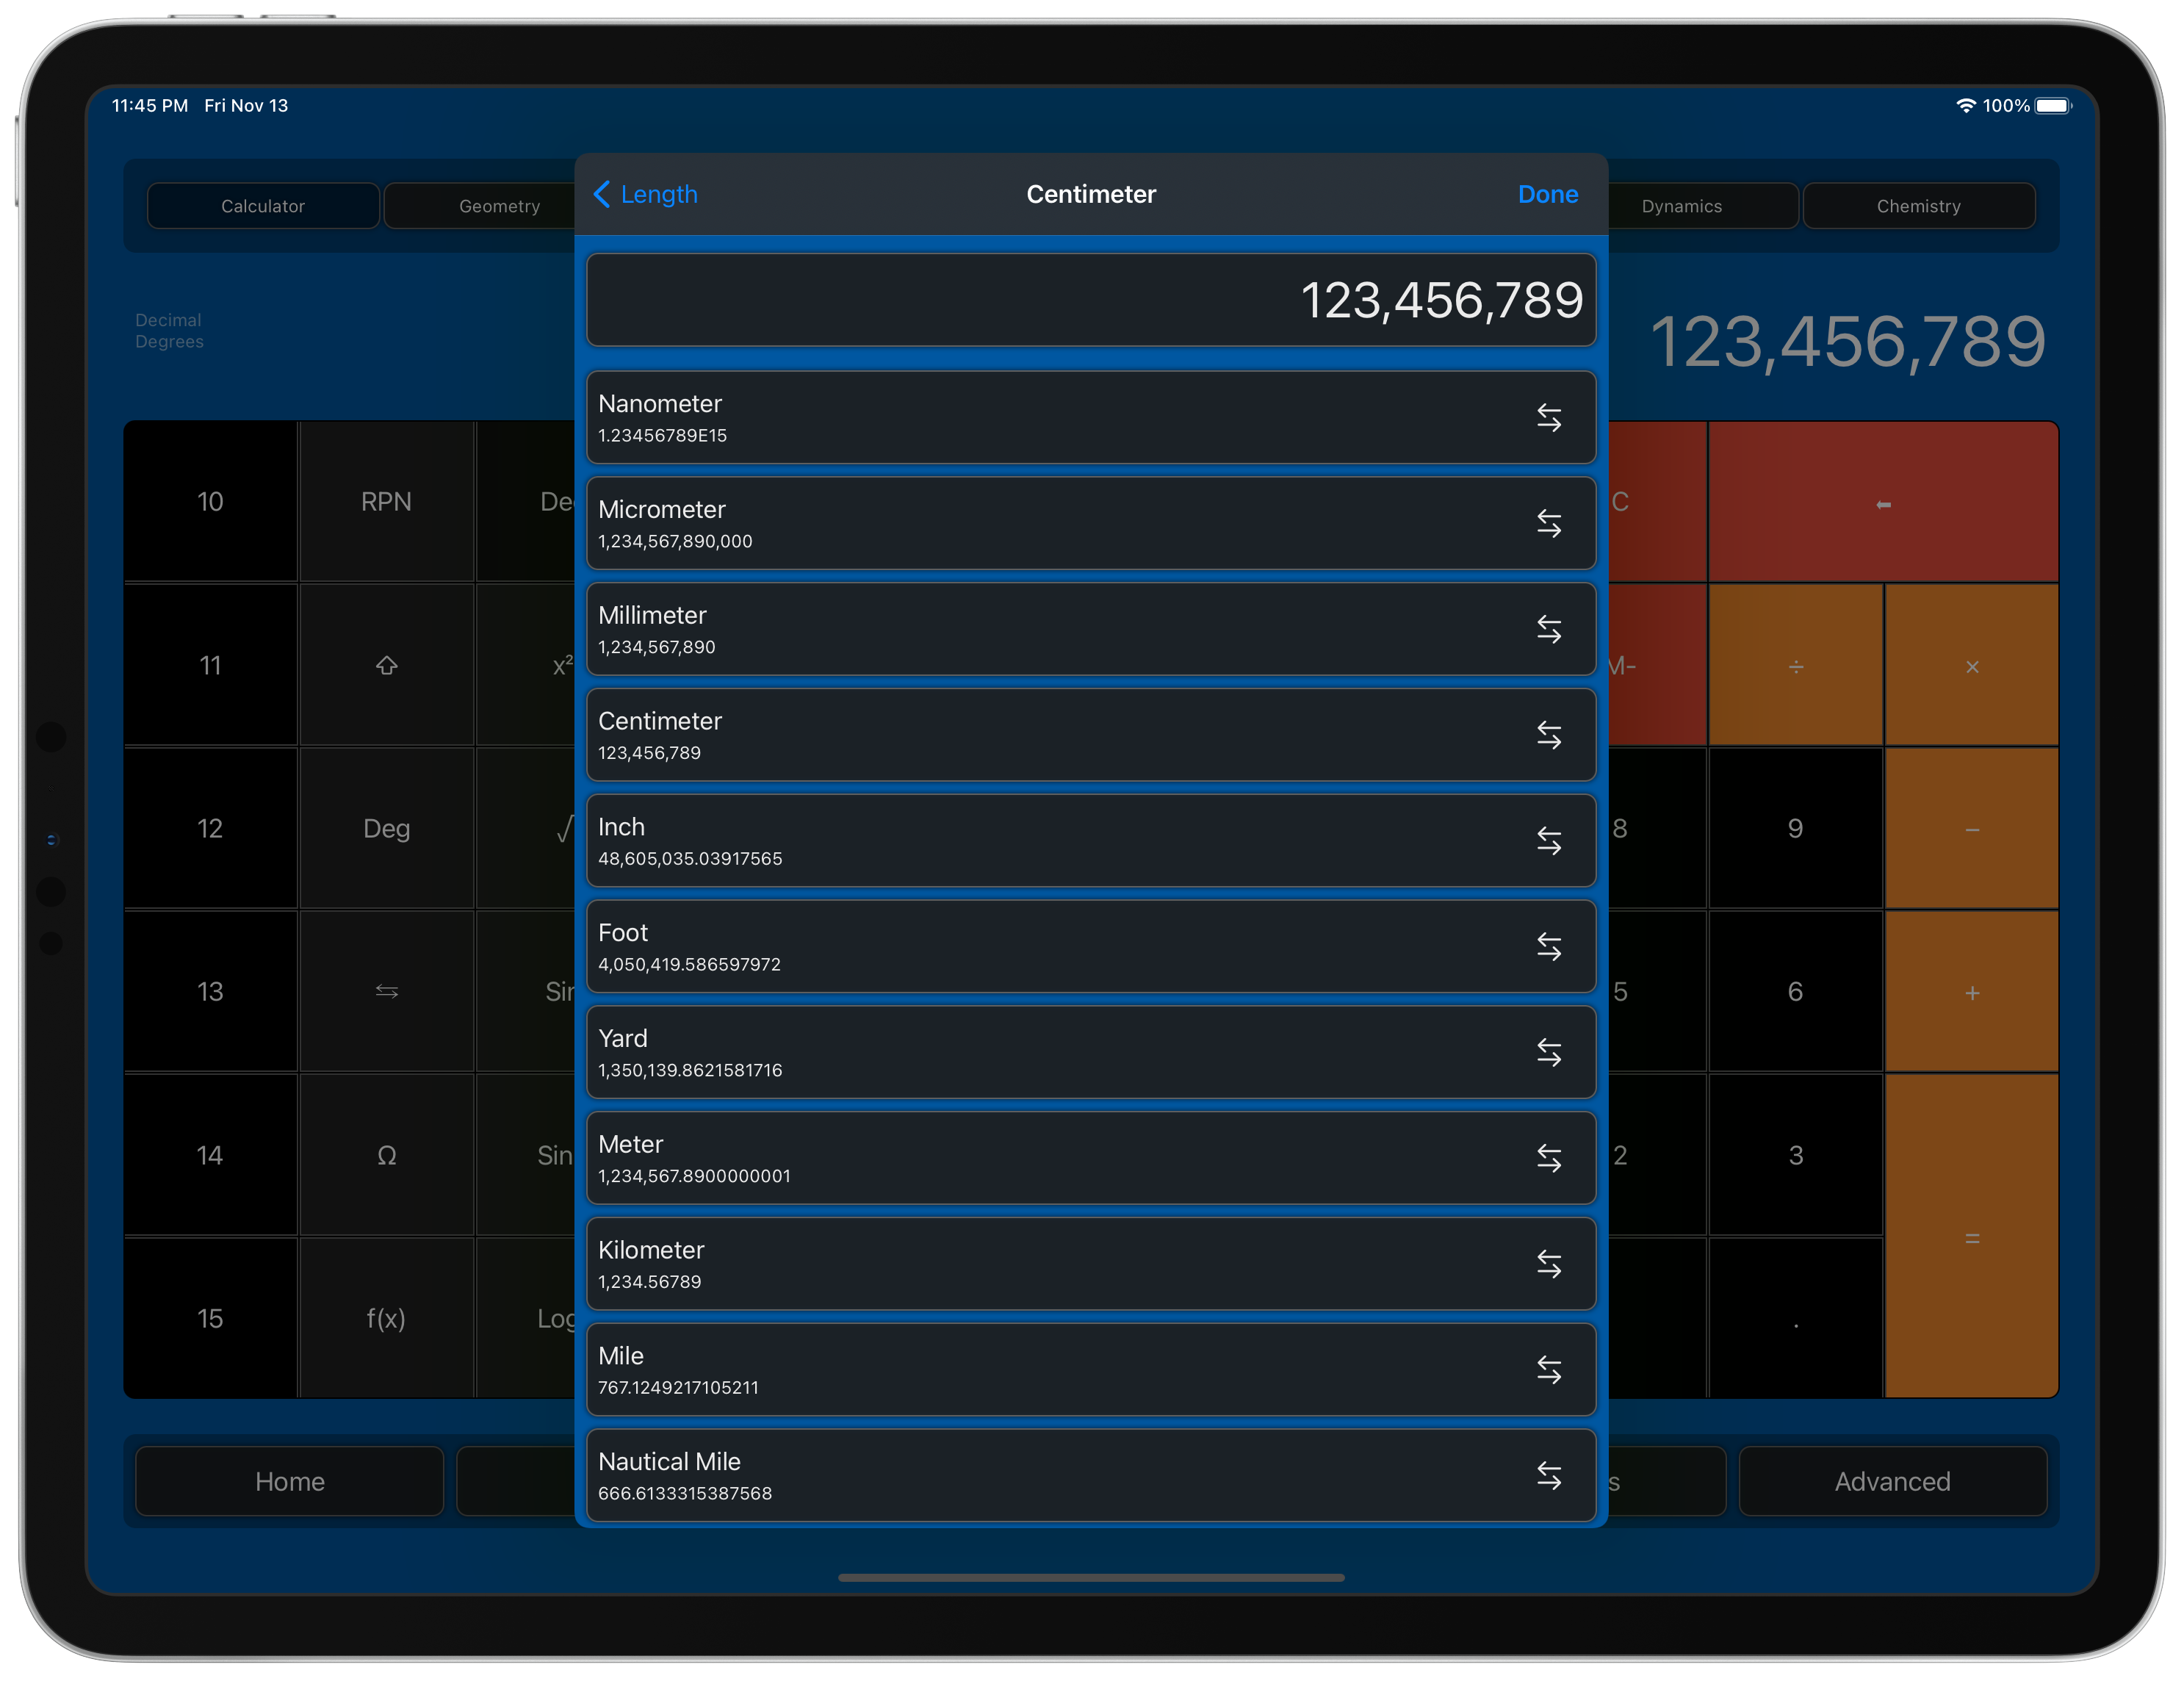 11:45 PM Fri Nov 13
100%
Calculator
Geometry
Length
Centimeter
Done
Dynamics
Chemistry
Decimal
Degrees
123,456,789
123,456,789
Nanometer
1.23456789E15
Micrometer
1,234,567,890,000
Millimeter
1,234,567,890
Centimeter
123,456,789
Inch
48,605,035.03917565
Foot
4,050,419.586597972
Yard
1,350,139.8621581716
Meter
1,234,567.8900000001
Kilometer
1,234.56789
Mile
767.1249217105211
Nautical Mile
666.6133315387568
10 RPN
C ⬅
11 ⇧ x²
M- ÷ ×
12 Deg √
8 9 −
13 ⇆
5 6 +
14 Ω Sin
2 3
15 f(x) Log
. =
Home
s
Advanced